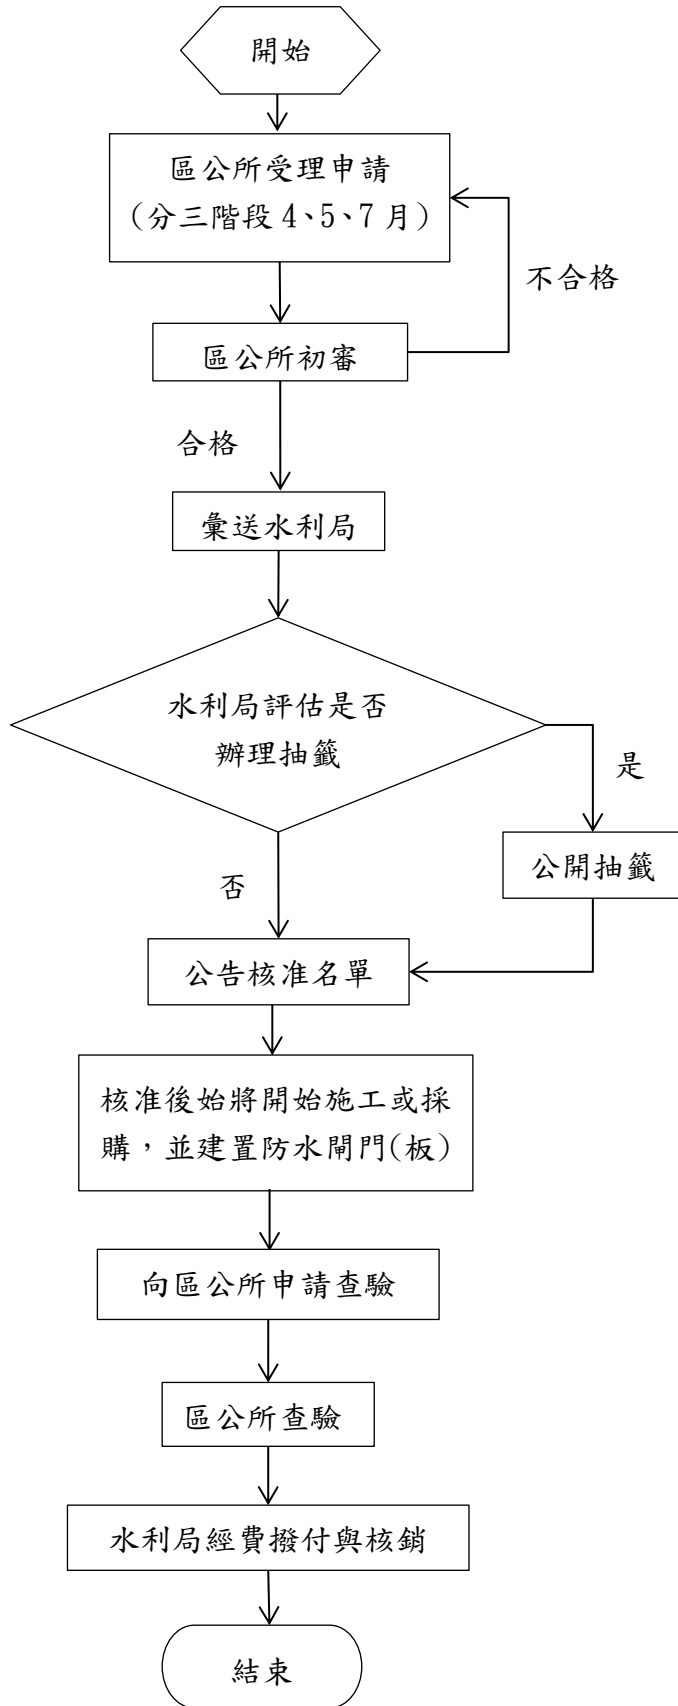 開始
區公所受理申請
(分三階段 4、5、7 月)
不合格
區公所初審
合格
彙送水利局
水利局評估是否
辦理抽籤
是
公開抽籤
否
公告核准名單
核准後始將開始施工或採
購，並建置防水閘門(板)
向區公所申請查驗
區公所查驗
水利局經費撥付與核銷
結束